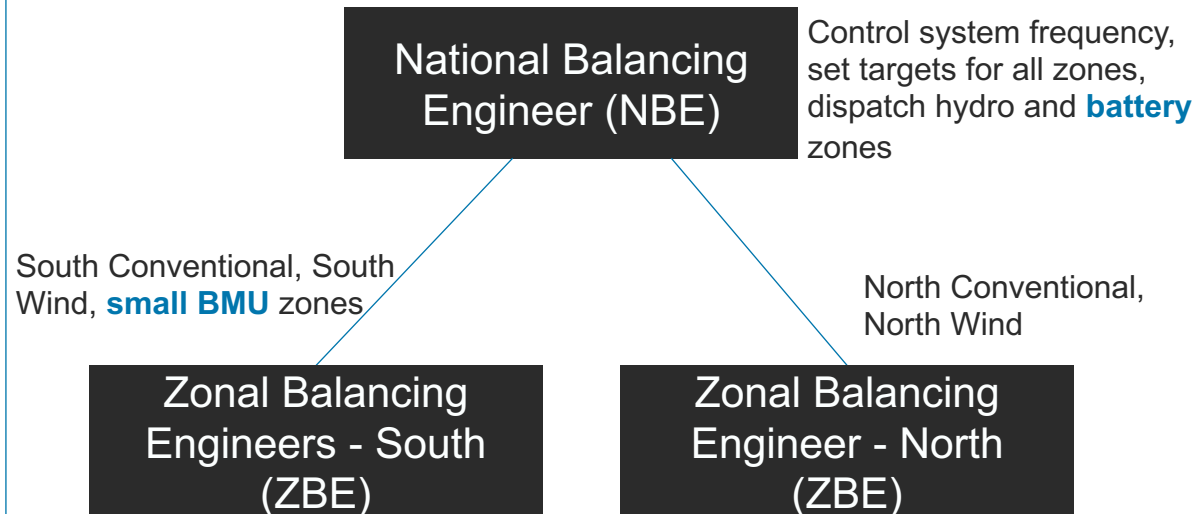 National Balancing
Engineer (NBE)
Control system frequency,
set targets for all zones,
dispatch hydro and battery
zones
South Conventional, South
Wind, small BMU zones
North Conventional,
North Wind
Zonal Balancing
Engineers - South
(ZBE)
Zonal Balancing
Engineer - North
(ZBE)